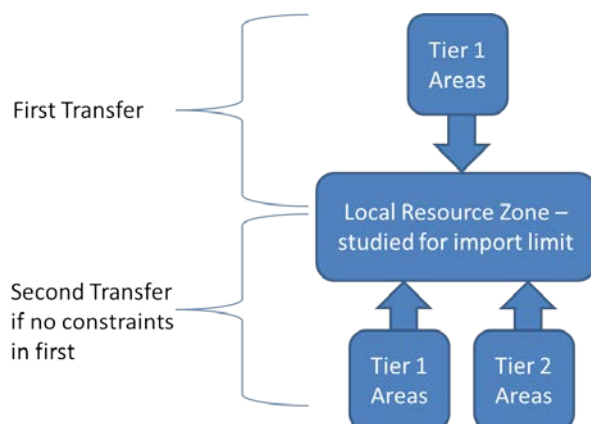 Tier 1
Areas
First Transfer
Local Resource Zone –
studied for import limit
Second Transfer
if no constraints
in first
Tier 1
Areas
Tier 2
Areas